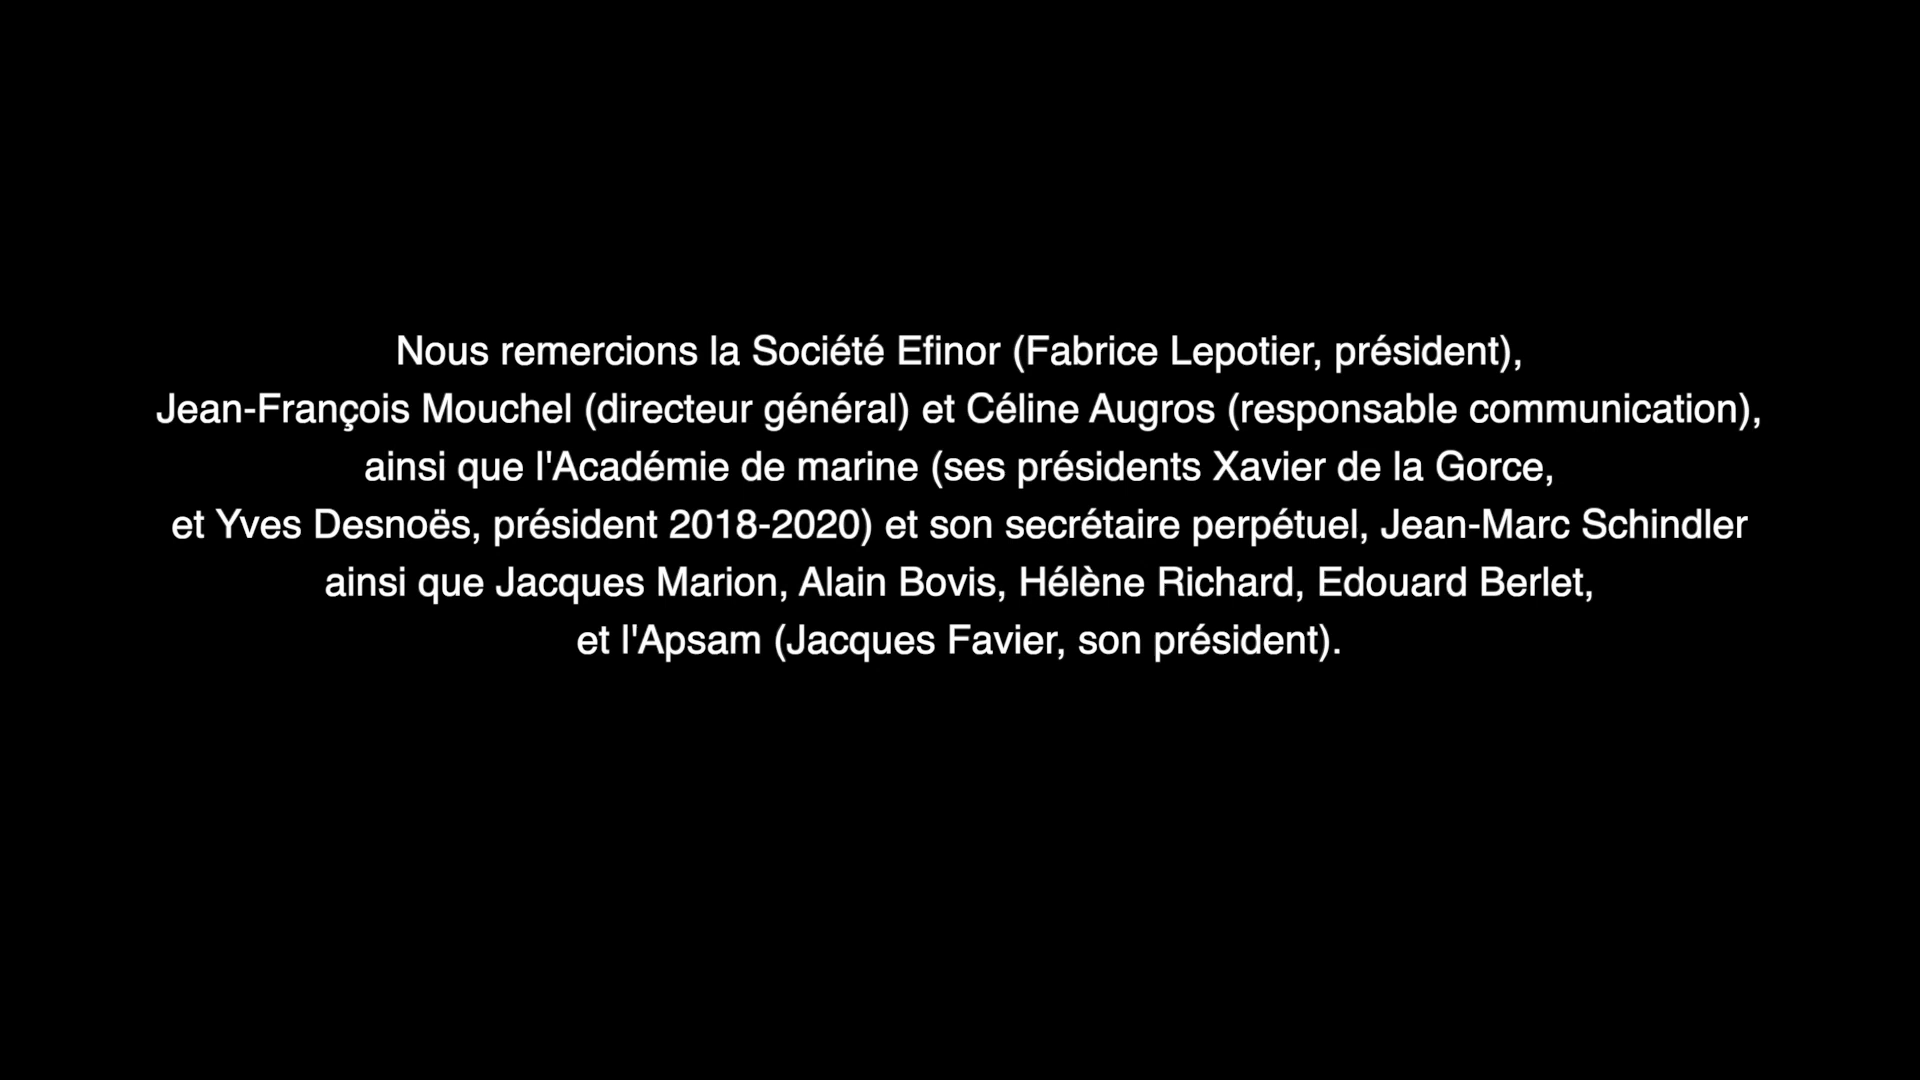 Nous remercions la Société Efinor (Fabrice Lepotier, président),
Jean-François Mouchel (directeur général) et Céline Augros (responsable communication),
ainsi que l'Académie de marine (ses présidents Xavier de la Gorce,
et Yves Desnoës, président 2018-2020) et son secrétaire perpétuel, Jean-Marc Schindler
ainsi que Jacques Marion, Alain Bovis, Hélène Richard, Edouard Berlet,
et l'Apsam (Jacques Favier, son président).